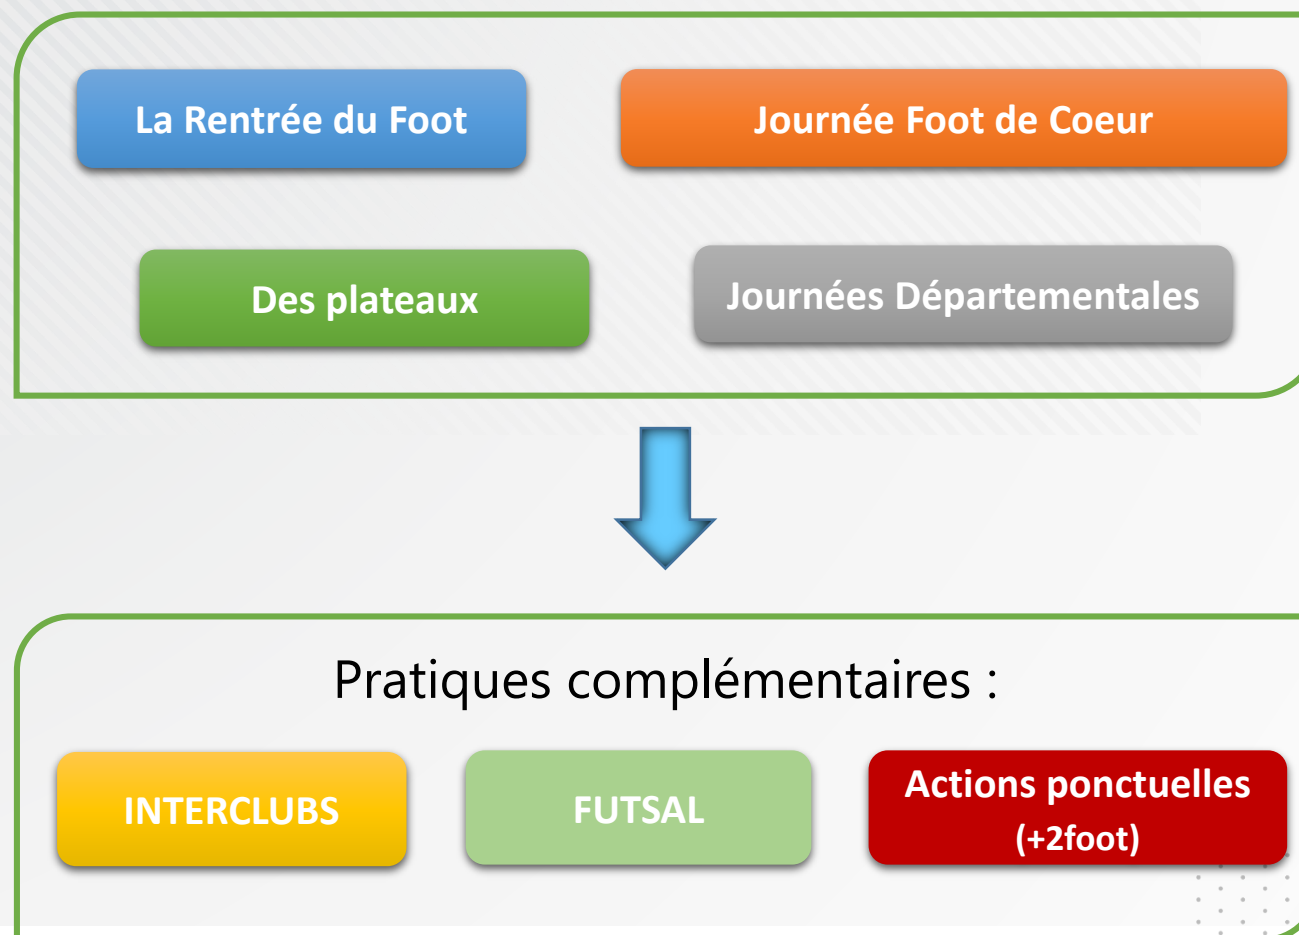 La Rentrée du Foot
Journée Foot de Coeur
Des plateaux
Journées Départementales
Pratiques complémentaires :
INTERCLUBS
FUTSAL
Actions ponctuelles
(+2foot)